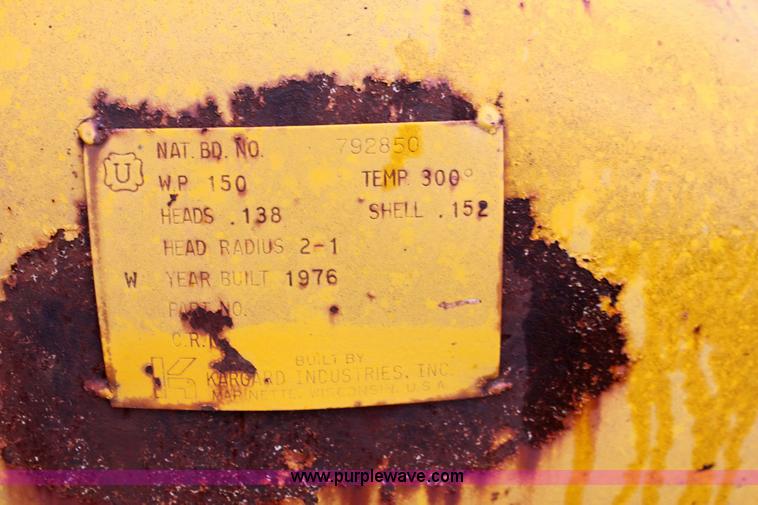 NAT. BD. NO. 792850
U
W.P. 150 TEMP. 300°
HEADS .138 SHELL .152
HEAD RADIUS 2-1
W YEAR BUILT 1976
PART NO.
C.R.
BUILT BY
K KARGARD INDUSTRIES, INC.
MARINETTE, WISCONSIN, U.S.A.
www.purplewave.com